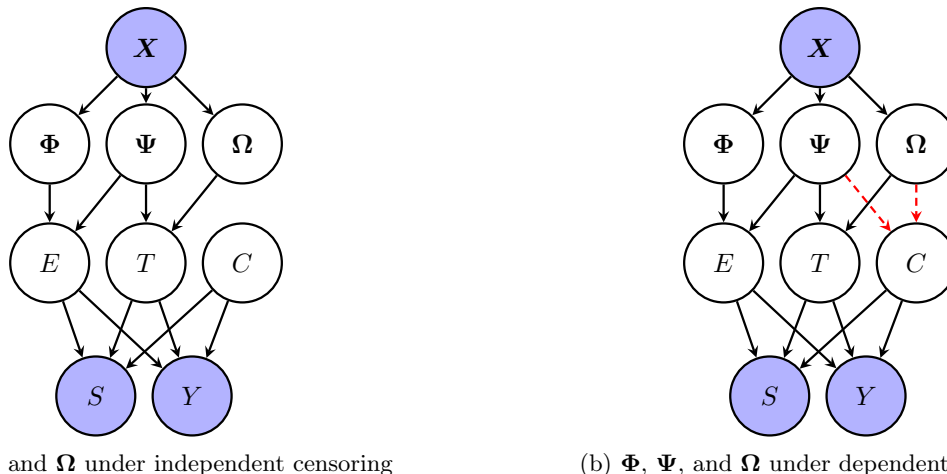 X
X
Φ Ψ Ω
Φ Ψ Ω
E T C
E T C
S Y
S Y
and Ω under independent censoring
(b) Φ, Ψ, and Ω under dependent